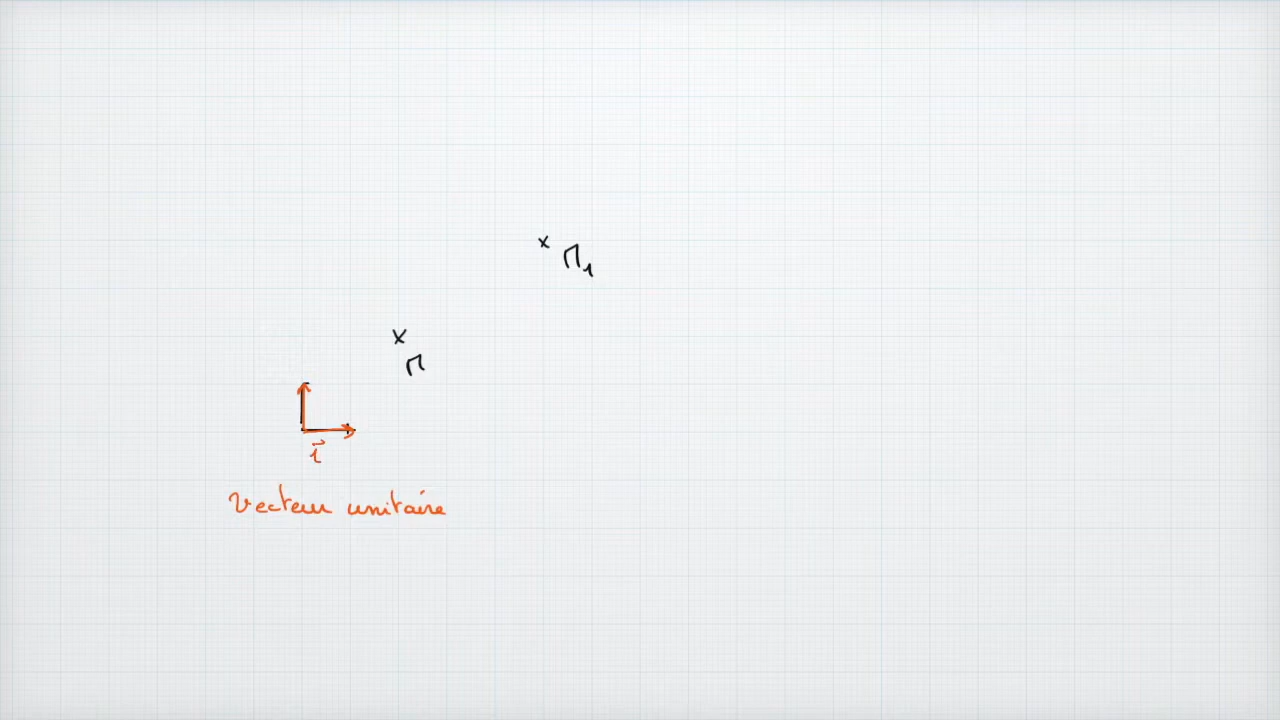 x M₁
x
M
i⃗
Vecteur unitaire